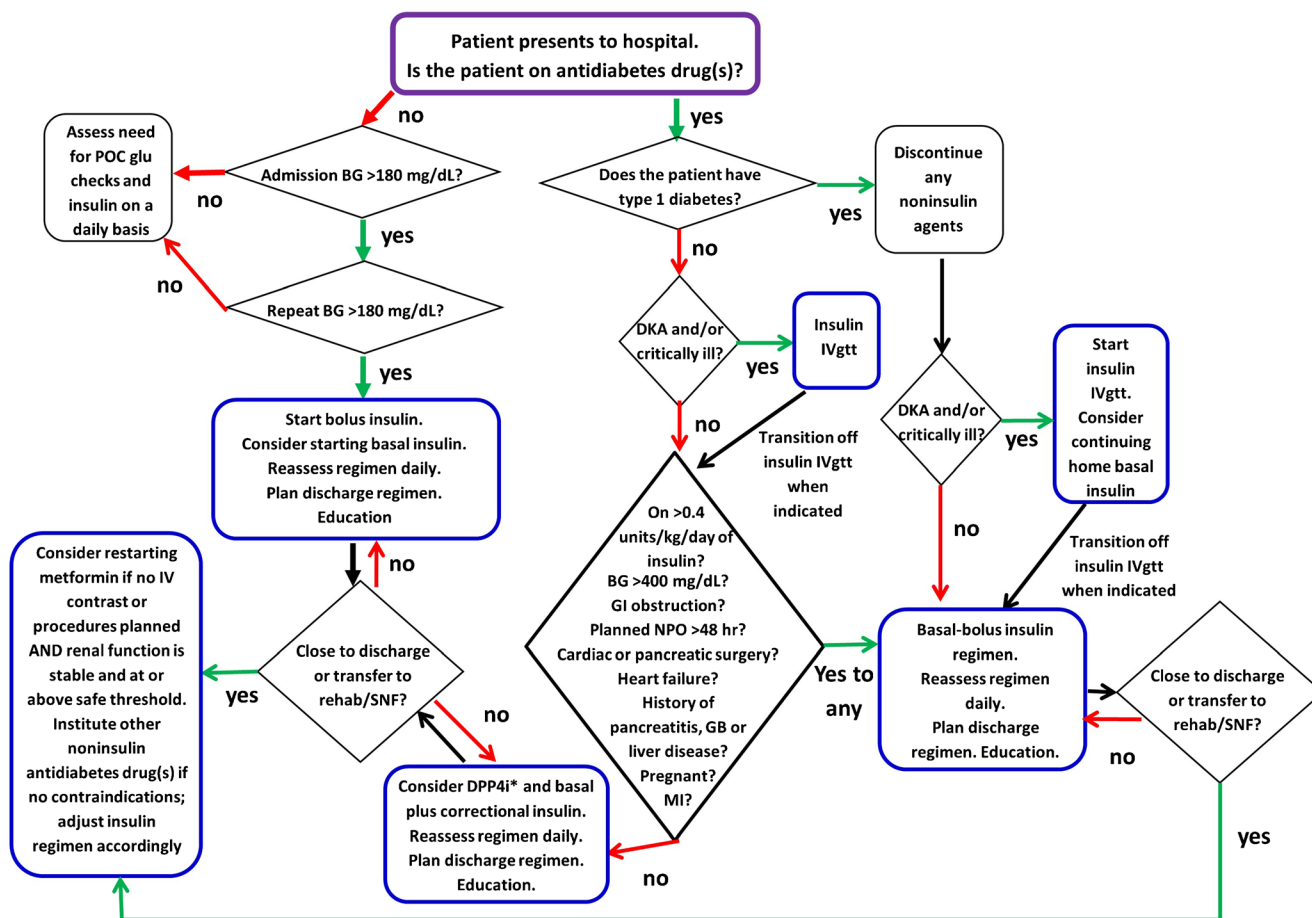 Patient presents to hospital.
Is the patient on antidiabetes drug(s)?
no
yes
Assess need
for POC glu
checks and
insulin on a
daily basis
no
Admission BG >180 mg/dL?
yes
no
Repeat BG >180 mg/dL?
yes
Start bolus insulin.
Consider starting basal insulin.
Reassess regimen daily.
Plan discharge regimen.
Education
no
Close to discharge
or transfer to
rehab/SNF?
yes
no
Consider restarting
metformin if no IV
contrast or
procedures planned
AND renal function is
stable and at or
above safe threshold.
Institute other
noninsulin
antidiabetes drug(s) if
no contraindications;
adjust insulin
regimen accordingly
Consider DPP4i* and basal
plus correctional insulin.
Reassess regimen daily.
Plan discharge regimen.
Education.
Does the patient have
type 1 diabetes?
yes
no
Discontinue
any
noninsulin
agents
DKA and/or
critically ill?
yes
no
Insulin
IVgtt
Transition off
insulin IVgtt
when
indicated
On >0.4
units/kg/day of
insulin?
BG >400 mg/dL?
GI obstruction?
Planned NPO >48 hr?
Cardiac or pancreatic surgery?
Heart failure?
History of
pancreatitis, GB or
liver disease?
Pregnant?
MI?
no
Yes to
any
DKA and/or
critically ill?
yes
no
Start
insulin
IVgtt.
Consider
continuing
home basal
insulin
Transition off
insulin IVgtt
when indicated
Basal-bolus insulin
regimen.
Reassess regimen
daily.
Plan discharge
regimen. Education.
no
Close to discharge
or transfer to
rehab/SNF?
yes